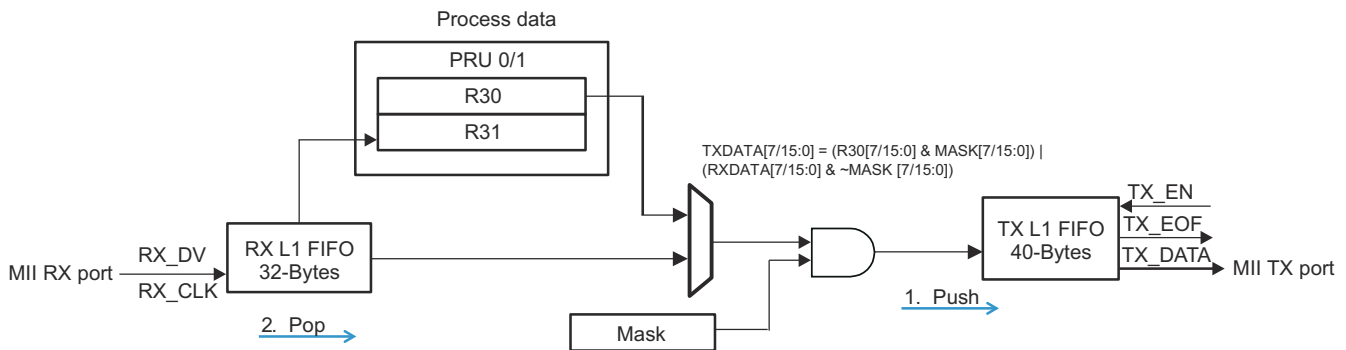 Process data
PRU 0/1
R30
R31
TXDATA[7/15:0] = (R30[7/15:0] & MASK[7/15:0]) |
(RXDATA[7/15:0] & ~MASK [7/15:0])
MII RX port
RX_DV
RX_CLK
RX L1 FIFO
32-Bytes
2. Pop
Mask
1. Push
TX L1 FIFO
40-Bytes
TX_EN
TX_EOF
TX_DATA
MII TX port